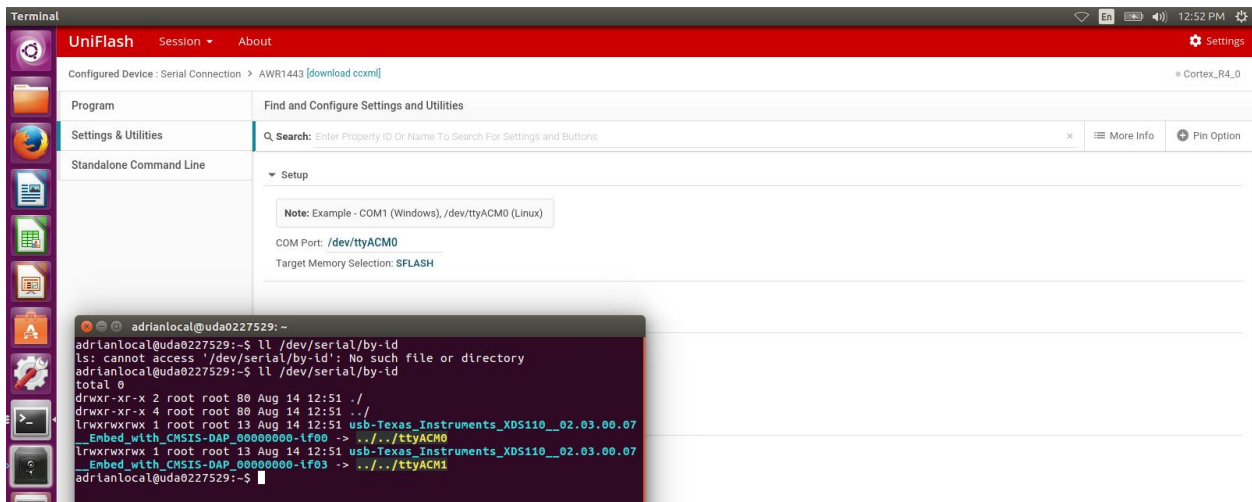 Terminal
En
12:52 PM
UniFlash
Session
About
Settings
Configured Device : Serial Connection > AWR1443 [download ccxml]
Cortex_R4_0
Program
Settings & Utilities
Standalone Command Line
Find and Configure Settings and Utilities
Search: Enter Property ID Or Name To Search For Settings and Buttons
× More Info
Pin Option
Setup
Note: Example - COM1 (Windows), /dev/ttyACM0 (Linux)
COM Port: /dev/ttyACM0
Target Memory Selection: SFLASH
adrianlocal@uda0227529: ~
adrianlocal@uda0227529:~$ ll /dev/serial/by-id
ls: cannot access '/dev/serial/by-id': No such file or directory
adrianlocal@uda0227529:~$ ll /dev/serial/by-id
total 0
drwxr-xr-x 2 root root 80 Aug 14 12:51 ./
drwxr-xr-x 4 root root 80 Aug 14 12:51 ../
lrwxrwxrwx 1 root root 13 Aug 14 12:51 usb-Texas_Instruments_XDS110__02.03.00.07
__Embed_with_CMSIS-DAP_00000000-if00 -> ../../ttyACM0
lrwxrwxrwx 1 root root 13 Aug 14 12:51 usb-Texas_Instruments_XDS110__02.03.00.07
__Embed_with_CMSIS-DAP_00000000-if03 -> ../../ttyACM1
adrianlocal@uda0227529:~$